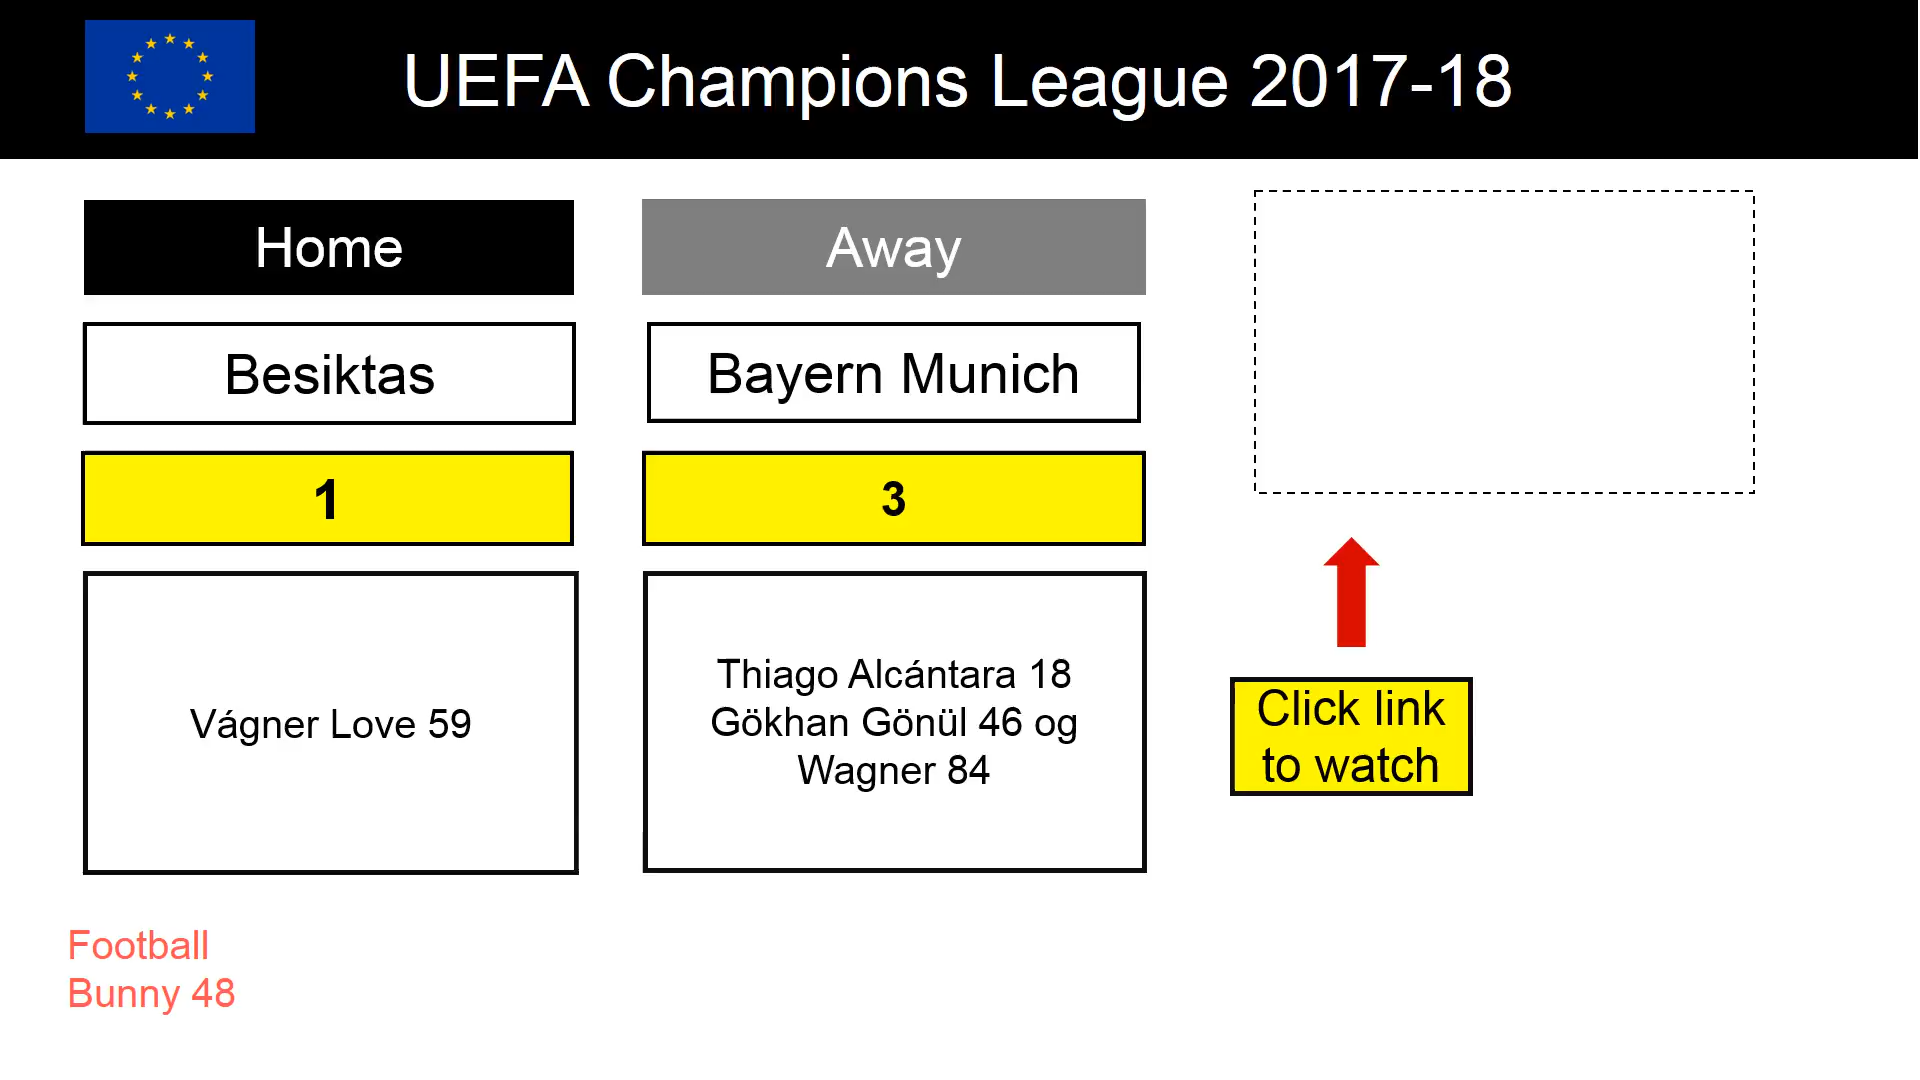 UEFA Champions League 2017-18
Home
Away
Besiktas
Bayern Munich
1
3
Vágner Love 59
Thiago Alcántara 18
Gökhan Gönül 46 og
Wagner 84
Click link
to watch
Football
Bunny 48